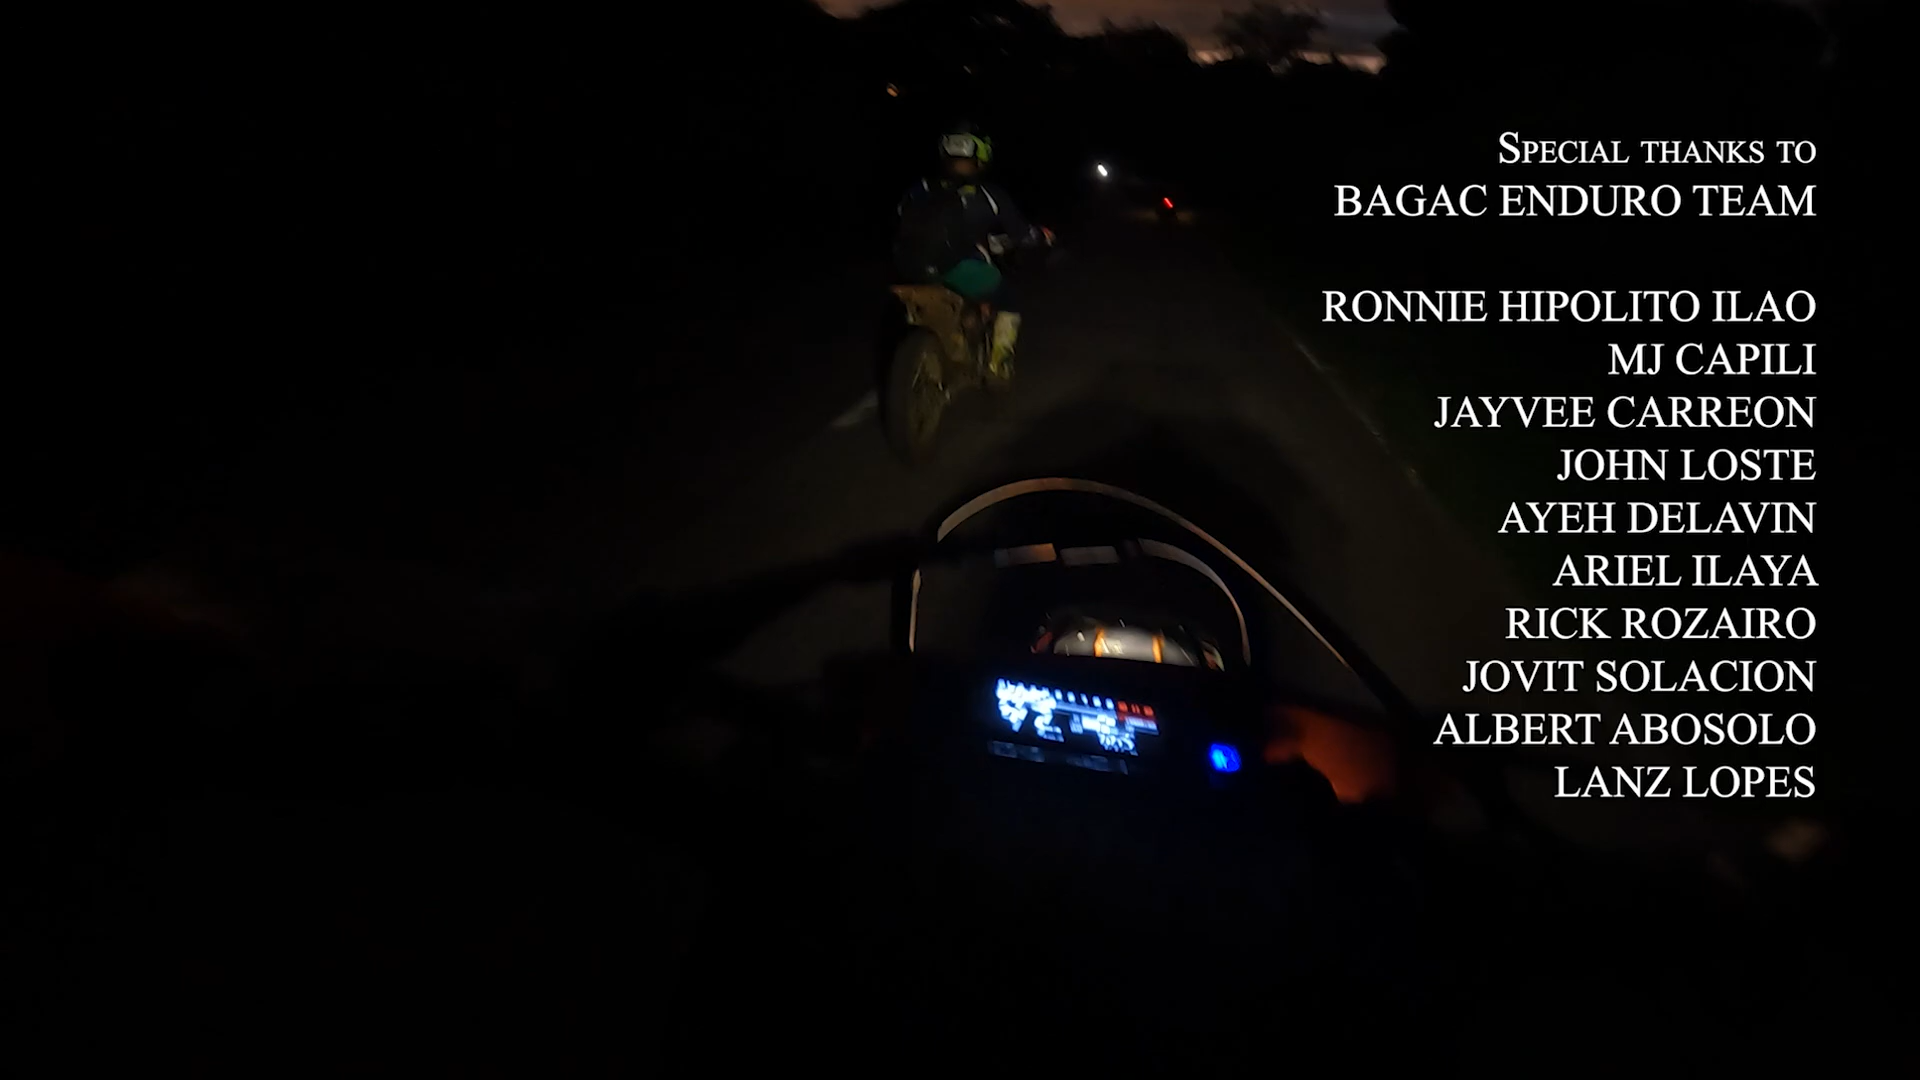 Special thanks to
BAGAC ENDURO TEAM
RONNIE HIPOLITO ILAO
MJ CAPILI
JAYVEE CARREON
JOHN LOSTE
AYEH DELAVIN
ARIEL ILAYA
RICK ROZAIRO
JOVIT SOLACION
ALBERT ABOSOLO
LANZ LOPES